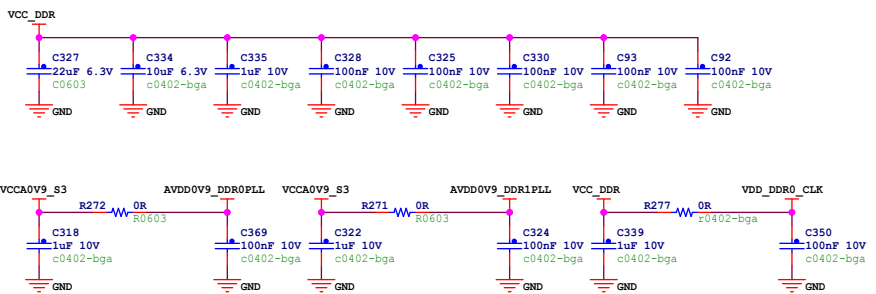 VCC_DDR
C327 C334 C335 C328 C325 C330 C93 C92
22uF 6.3V 10uF 6.3V 1uF 10V 100nF 10V 100nF 10V 100nF 10V 100nF 10V 100nF 10V
C0603 c0402-bga c0402-bga c0402-bga c0402-bga c0402-bga c0402-bga c0402-bga
GND GND GND GND GND GND GND GND
VCCA0V9_S3 AVDD0V9_DDR0PLL VCCA0V9_S3 AVDD0V9_DDR1PLL VCC_DDR VDD_DDR0_CLK
R272 0R R271 0R R277 0R
R0603 R0603 r0402-bga
C318 C369 C322 C324 C339 C350
1uF 10V 100nF 10V 1uF 10V 100nF 10V 1uF 10V 100nF 10V
c0402-bga c0402-bga c0402-bga c0402-bga c0402-bga c0402-bga
GND GND GND GND GND GND